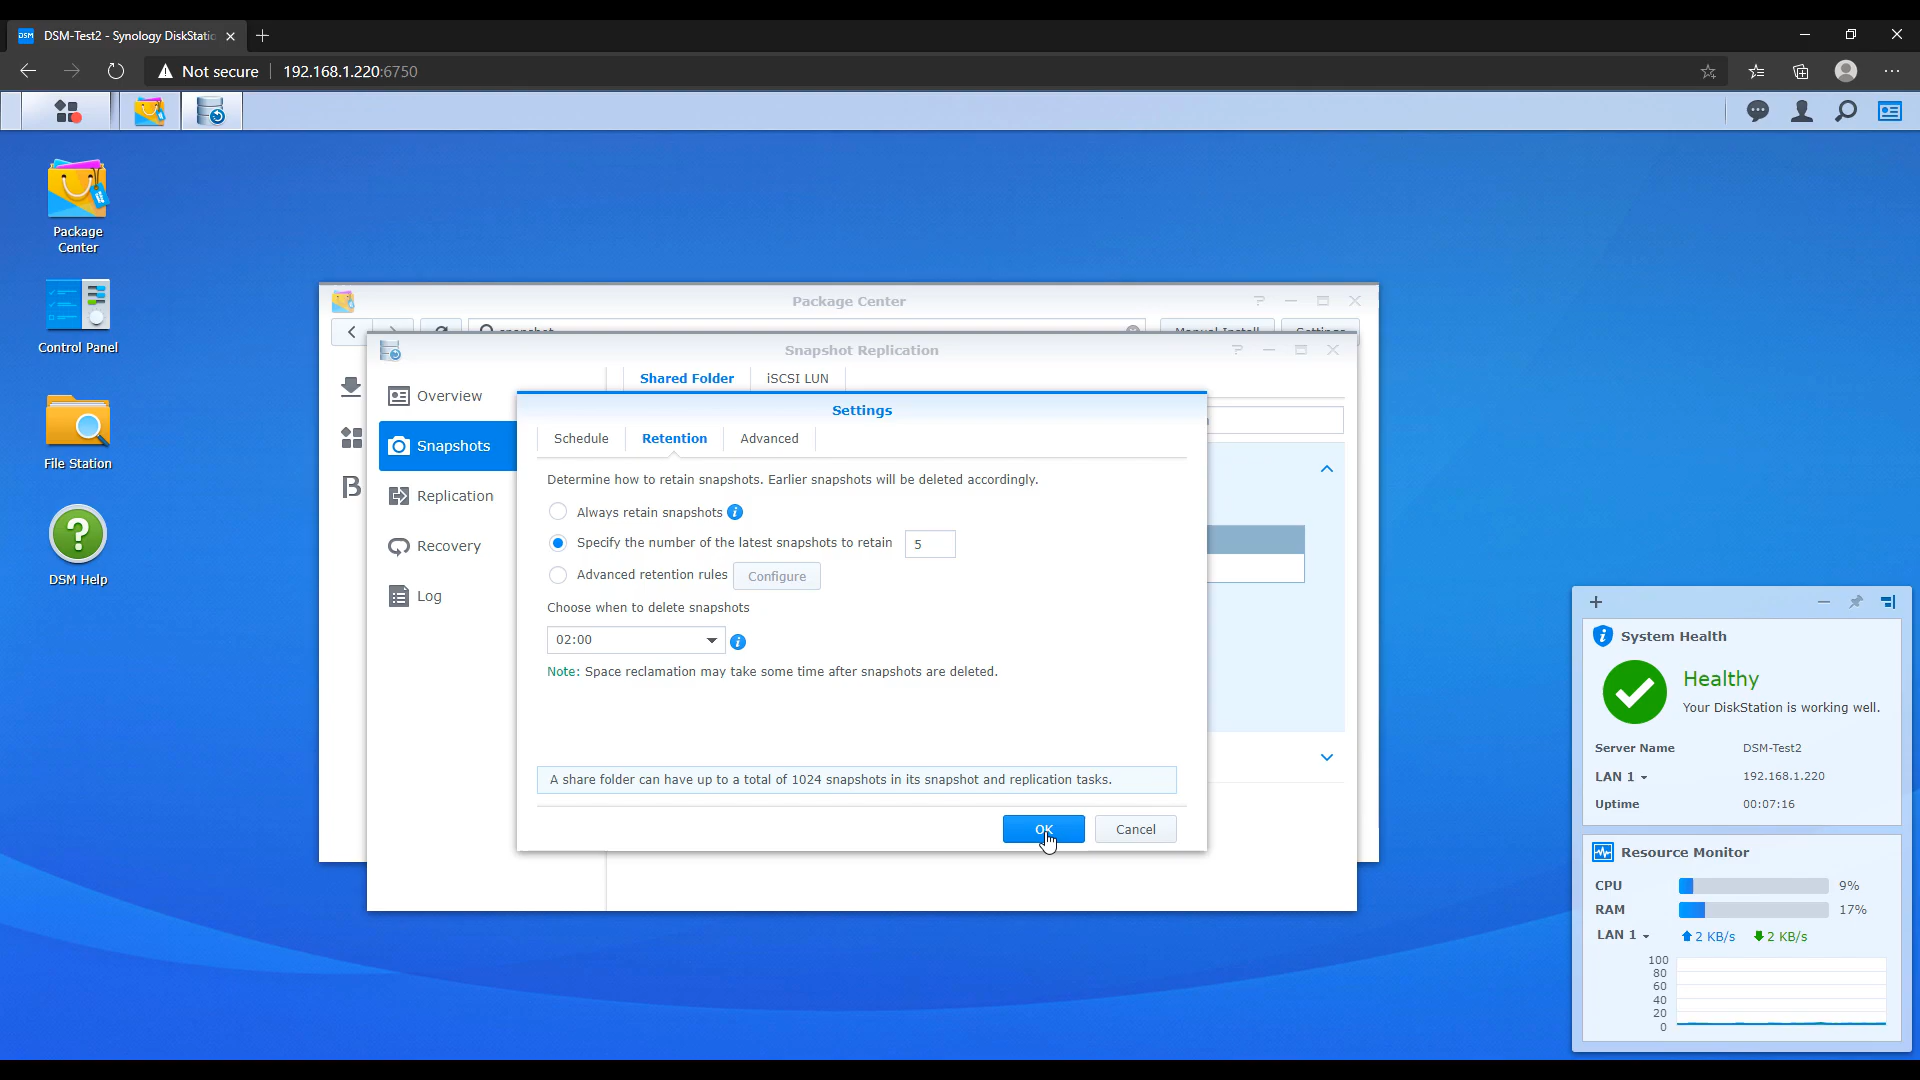 DSM-Test2 - Synology DiskStatio
Not secure
192.168.1.220:6750
Package
Center
Control Panel
File Station
DSM Help
Package Center
snapshot
Manual Install
Settings
Snapshot Replication
Overview
Snapshots
Replication
Recovery
Log
Shared Folder
iSCSI LUN
Settings
Schedule
Retention
Advanced
Determine how to retain snapshots. Earlier snapshots will be deleted accordingly.
Always retain snapshots
Specify the number of the latest snapshots to retain
5
Advanced retention rules
Configure
Choose when to delete snapshots
02:00
Note: Space reclamation may take some time after snapshots are deleted.
A share folder can have up to a total of 1024 snapshots in its snapshot and replication tasks.
OK
Cancel
System Health
Healthy
Your DiskStation is working well.
Server Name
DSM-Test2
LAN 1
192.168.1.220
Uptime
00:07:16
Resource Monitor
CPU
9%
RAM
17%
LAN 1
2 KB/s
2 KB/s
100
80
60
40
20
0